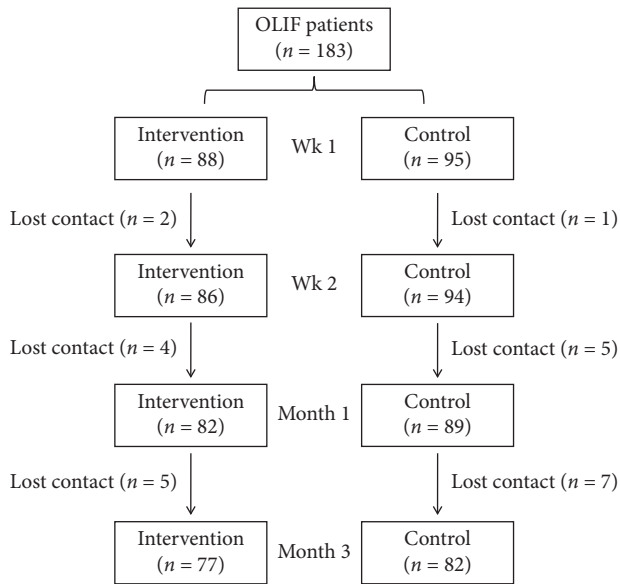 OLIF patients
(n = 183)
Intervention
(n = 88)
Wk 1
Control
(n = 95)
Lost contact (n = 2)
Lost contact (n = 1)
Intervention
(n = 86)
Wk 2
Control
(n = 94)
Lost contact (n = 4)
Lost contact (n = 5)
Intervention
(n = 82)
Month 1
Control
(n = 89)
Lost contact (n = 5)
Lost contact (n = 7)
Intervention
(n = 77)
Month 3
Control
(n = 82)